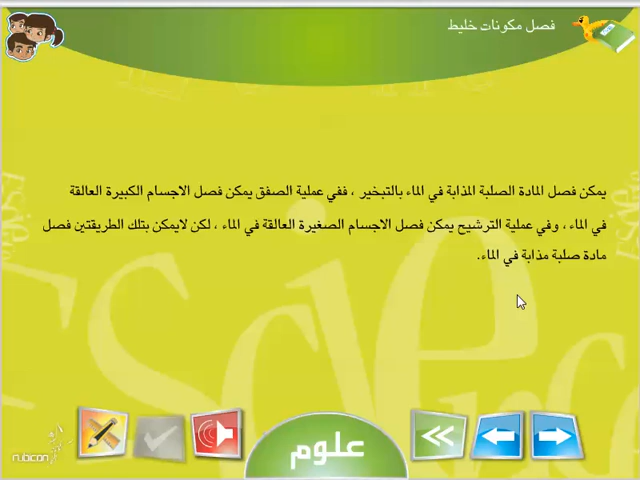 فصل مكونات خليط
يمكن فصل المادة الصلبة المذابة في الماء بالتبخير ، ففي عملية الصفق يمكن فصل الاجسام الكبيرة العالقة
في الماء ، وفي عملية الترشيح يمكن فصل الاجسام الصغيرة العالقة في الماء ، لكن لايمكن بتلك الطريقتين فصل
مادة صلبة مذابة في الماء.
علوم
rubicon